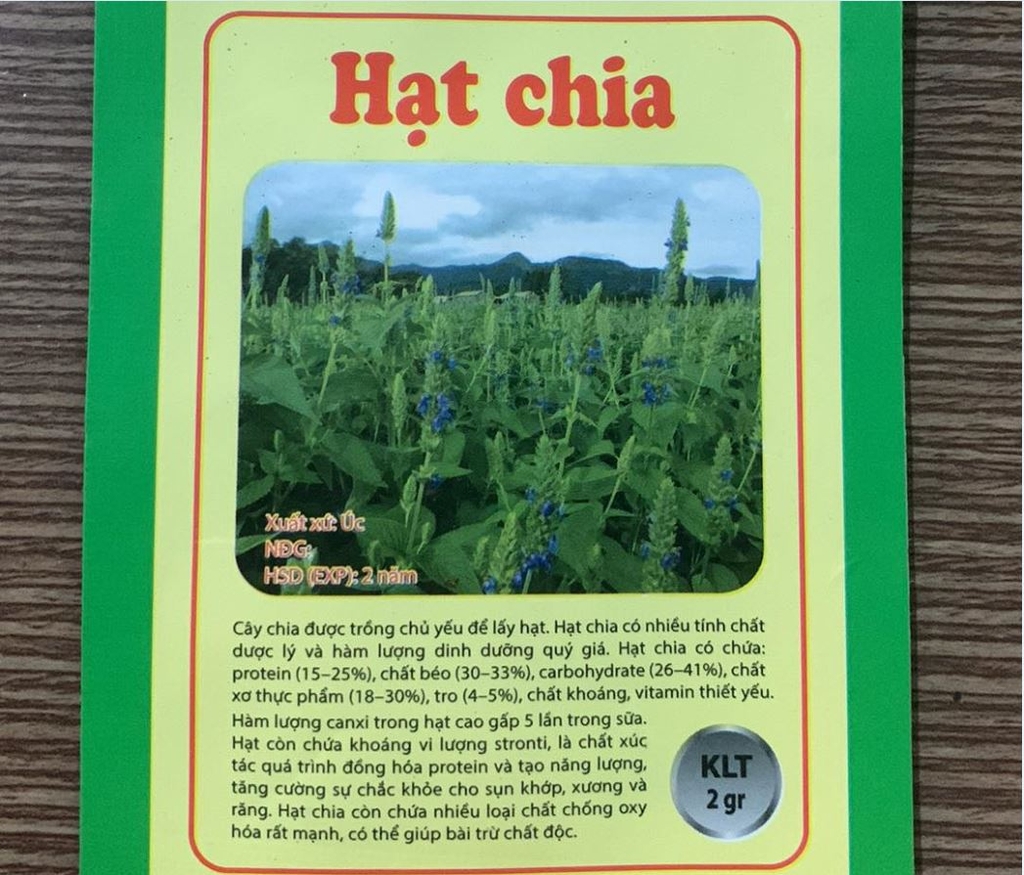 Hạt chia
Xuất xứ: Úc
NĐG:
HSD (EXP): 2 năm
Cây chia được trồng chủ yếu để lấy hạt. Hạt chia có nhiều tính chất
dược lý và hàm lượng dinh dưỡng quý giá. Hạt chia có chứa:
protein (15–25%), chất béo (30–33%), carbohydrate (26–41%), chất
xơ thực phẩm (18–30%), tro (4–5%), chất khoáng, vitamin thiết yếu.
Hàm lượng canxi trong hạt cao gấp 5 lần trong sữa.
Hạt còn chứa khoáng vi lượng stronti, là chất xúc
tác quá trình đồng hóa protein và tạo năng lượng,
tăng cường sự chắc khỏe cho sụn khớp, xương và
răng. Hạt chia còn chứa nhiều loại chất chống oxy
hóa rất mạnh, có thể giúp bài trừ chất độc.
KLT
2 gr